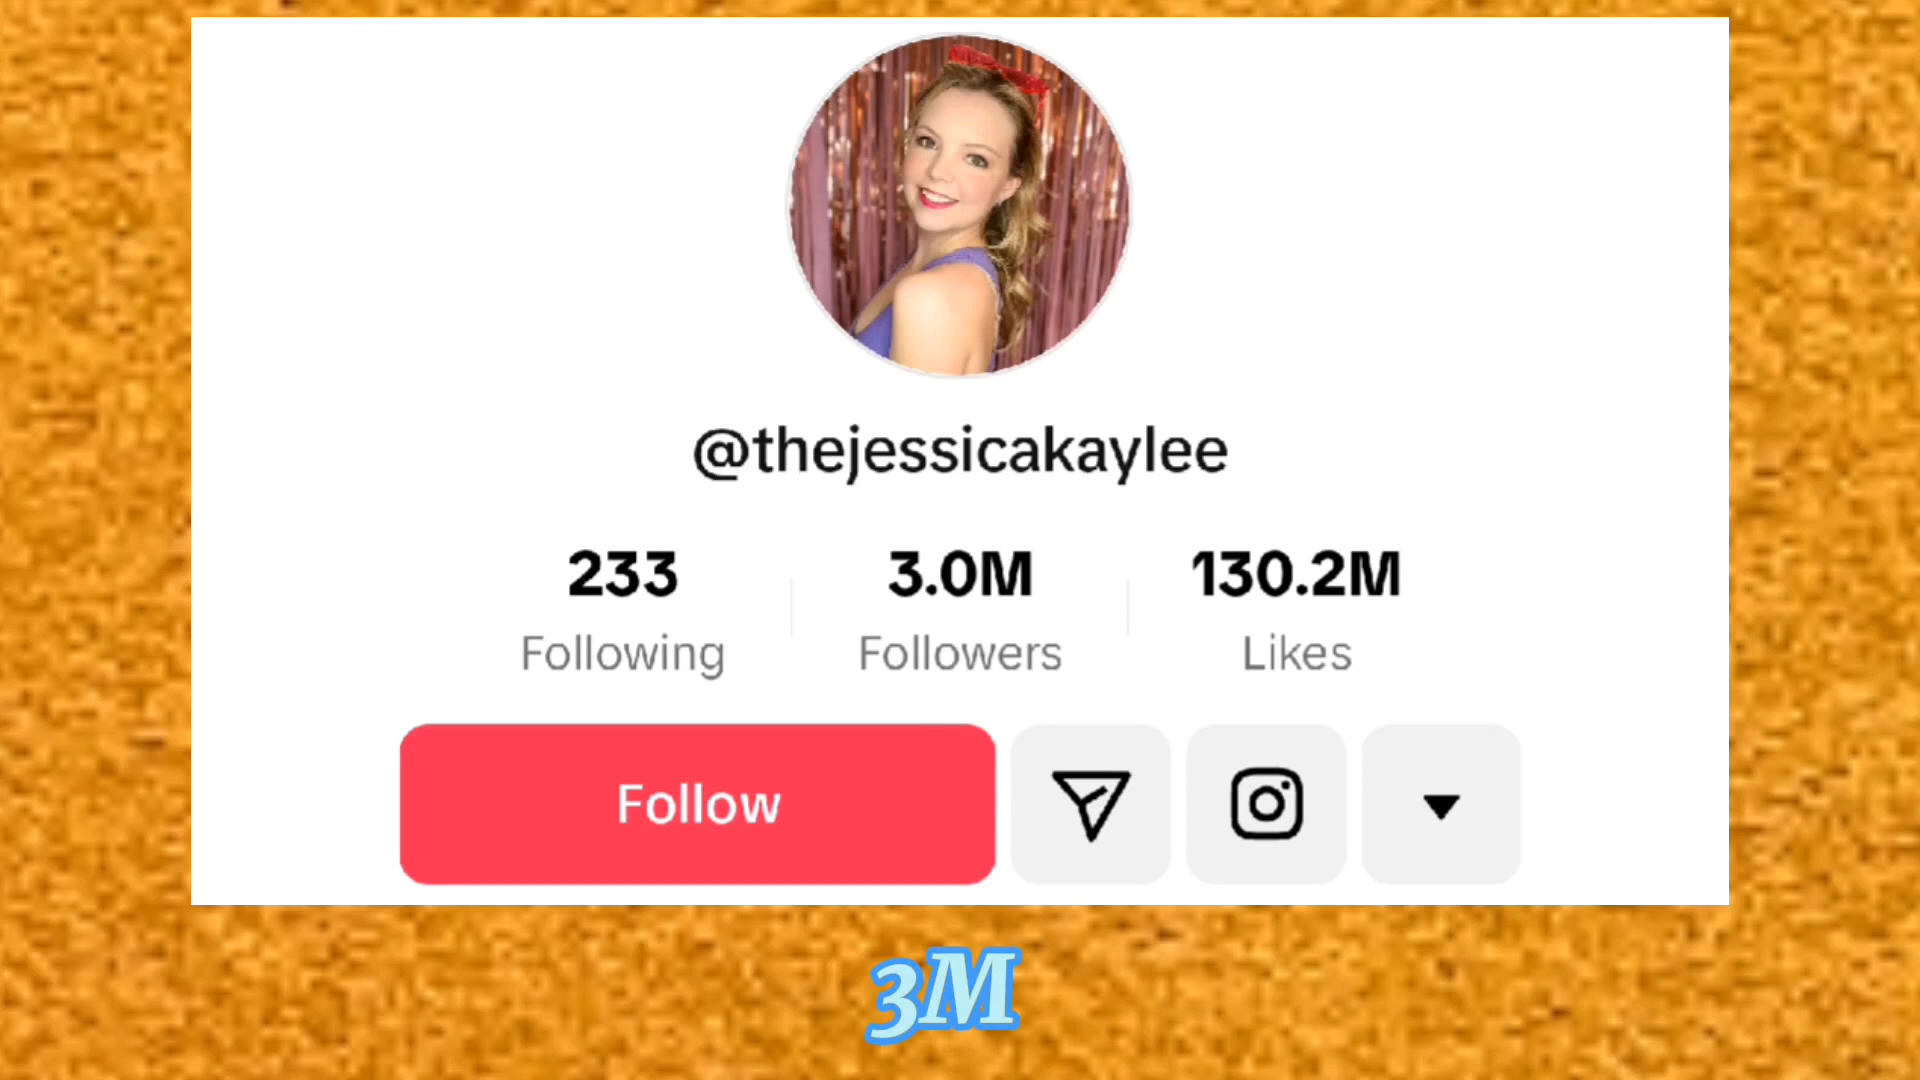 @thejessicakaylee
233 3.0M 130.2M
Following Followers Likes
Follow
3M